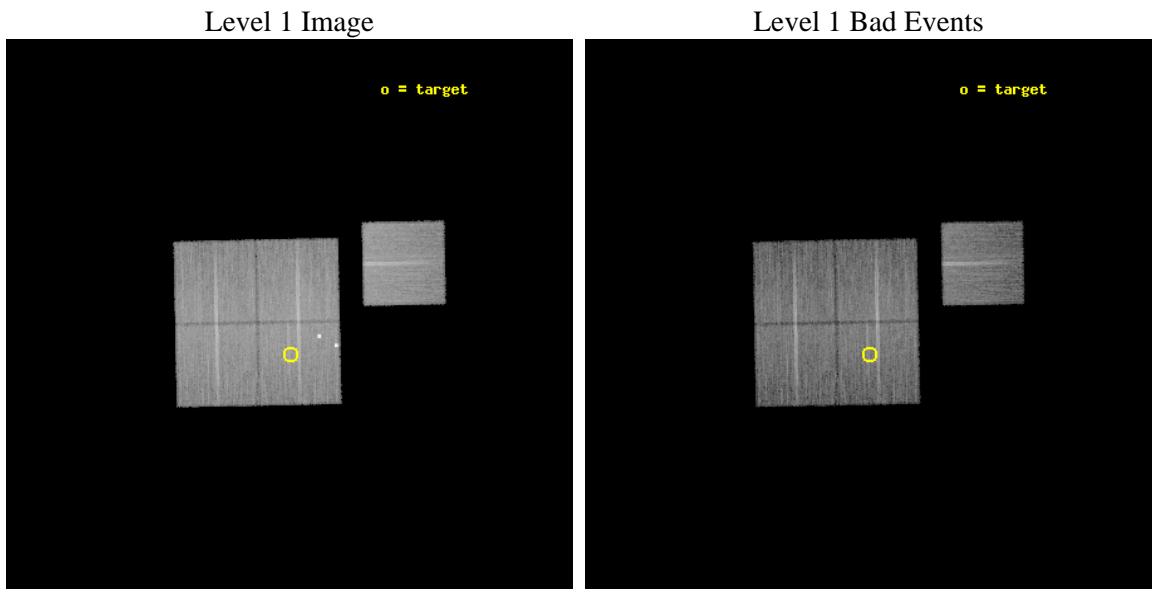 Level 1 Image
Level 1 Bad Events
o = target
o = target